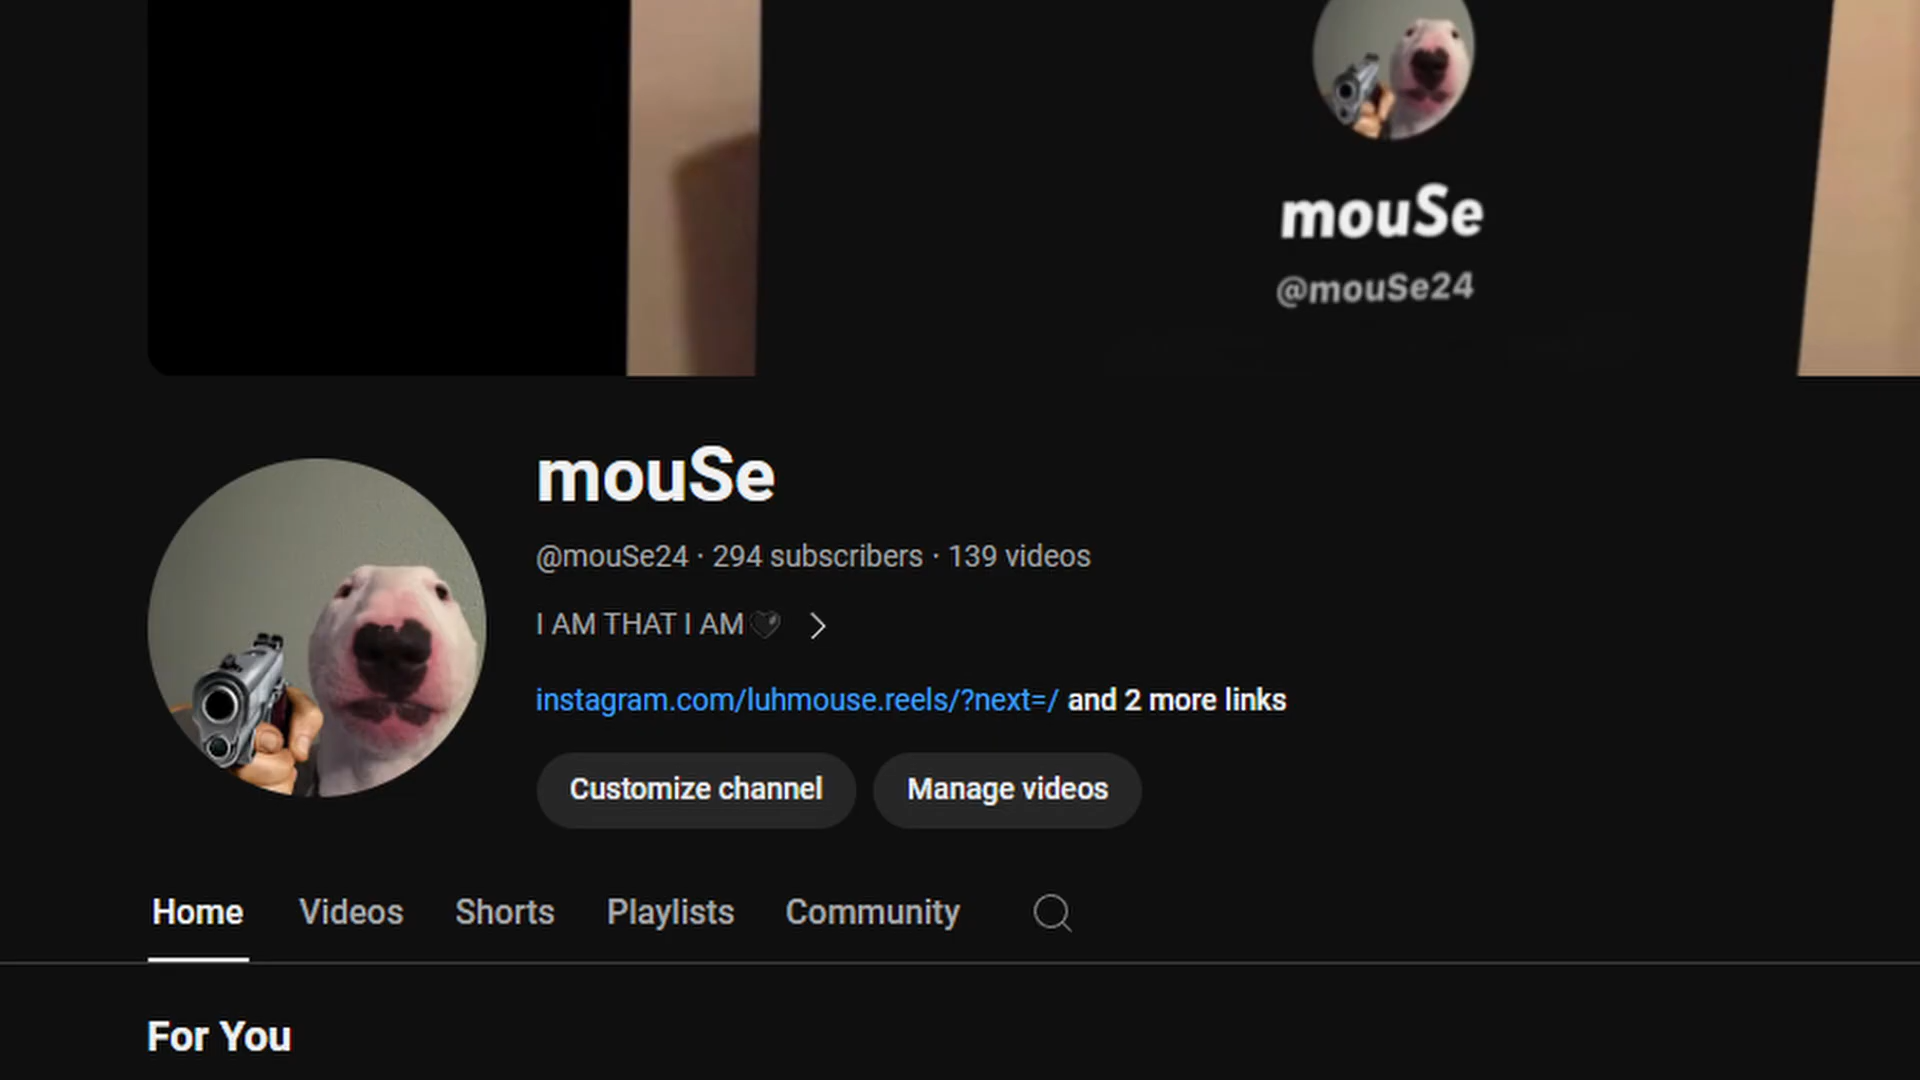 mouSe
@mouSe24
mouSe
@mouSe24 · 294 subscribers · 139 videos
I AM THAT I AM🖤
instagram.com/luhmouse.reels/?next=/ and 2 more links
Customize channel Manage videos
Home Videos Shorts Playlists Community
For You